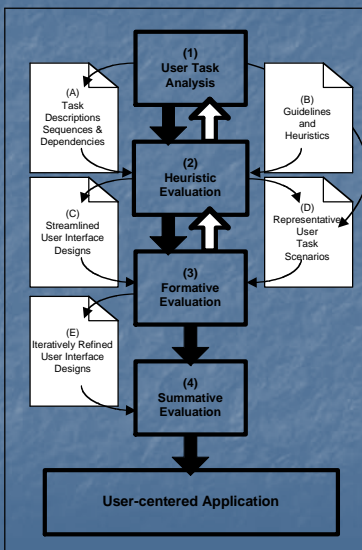 (1)
User Task
Analysis
(A)
Task
Descriptions
Sequences &
Dependencies
(B)
Guidelines
and
Heuristics
(2)
Heuristic
Evaluation
(C)
Streamlined
User Interface
Designs
(D)
Representative
User
Task
Scenarios
(3)
Formative
Evaluation
(E)
Iteratively Refined
User Interface
Designs
(4)
Summative
Evaluation
User-centered Application